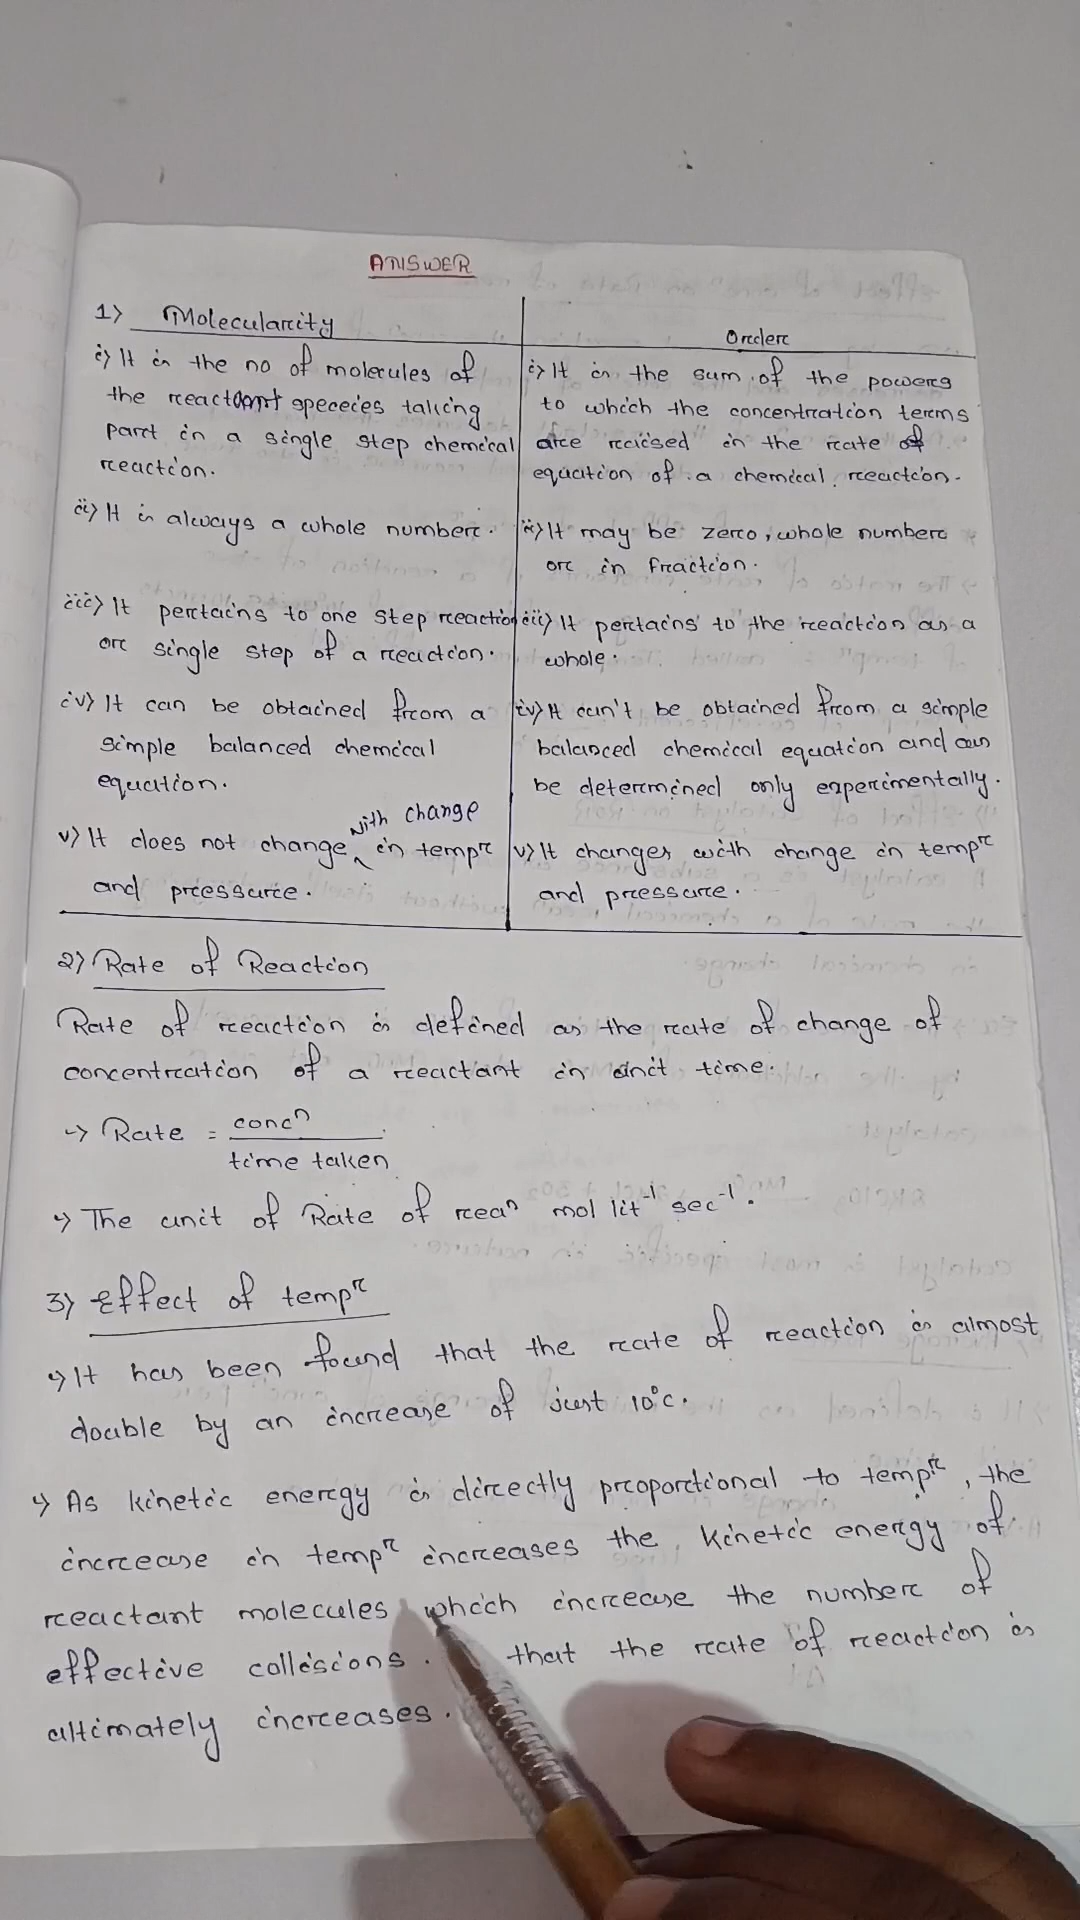 ANSWER
1) Molecularity
i) It is the no of molecules of
the reactant speceies taking
part in a single step chemical
reaction.
ii) It is always a whole number.
iii) It pertains to one step reaction
or single step of a reaction.
iv) It can be obtained from a
simple balanced chemical
equation.
with change
v) It does not change in tempr
and pressure.
Order
i) It is the sum of the powers
to which the concentration terms
are raised in the rate of
equation of a chemical reaction.
ii) It may be zero, whole number
or in fraction.
iii) It pertains to the reaction as a
whole.
iv) It can't be obtained from a simple
balanced chemical equation and can
be determined only experimentally.
v) It changes with change in tempr
and pressure.
2) Rate of Reaction
Rate of reaction is defined as the rate of change of
concentration of a reactant in unit time.
→ Rate = concn
time taken
→ The unit of Rate of rean mol lit⁻¹ sec⁻¹.
3) Effect of tempr
→ It has been found that the rate of reaction is almost
double by an increase of just 10°c.
→ As kinetic energy is directly proportional to tempr, the
increase in tempr increases the kinetic energy of
reactant molecules which increase the number of
effective collisions. that the rate of reaction is
ultimately increases.